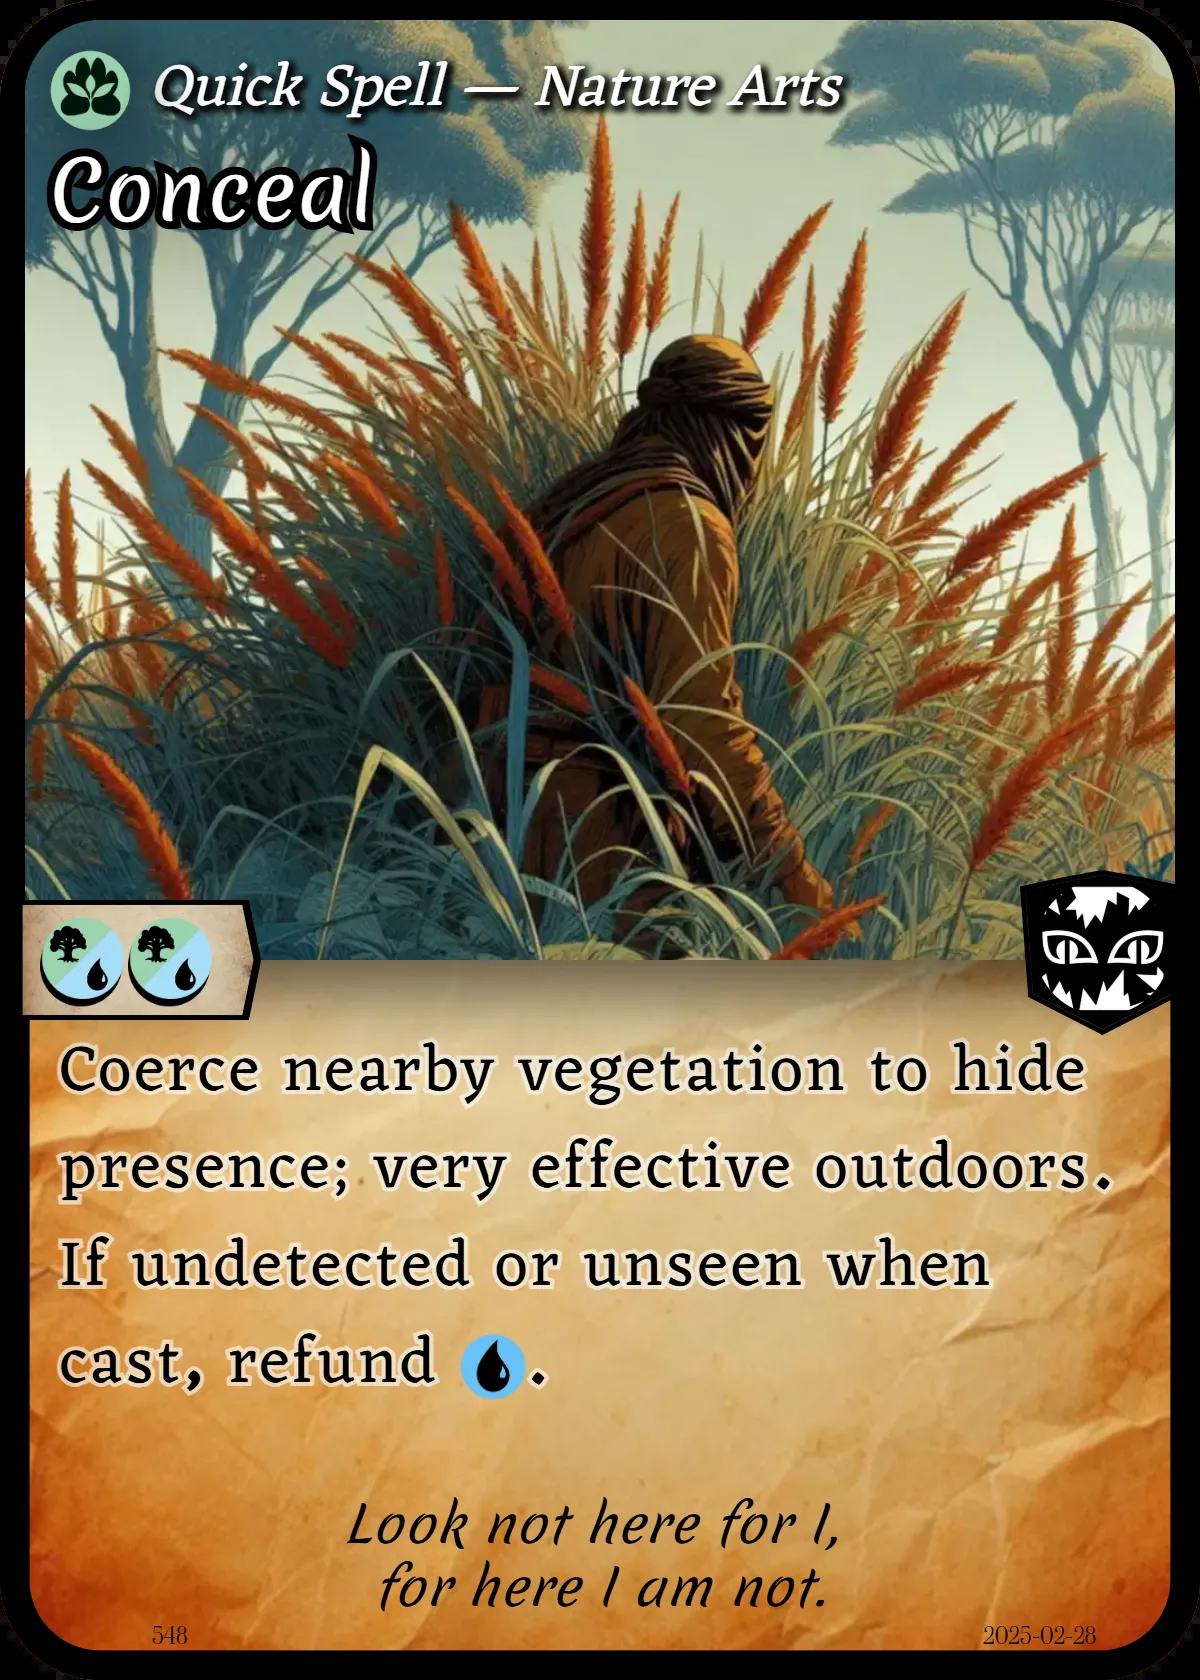 Quick Spell — Nature Arts
Conceal
Coerce nearby vegetation to hide
presence; very effective outdoors.
If undetected or unseen when
cast, refund .
Look not here for I,
for here I am not.
548
2025-02-28